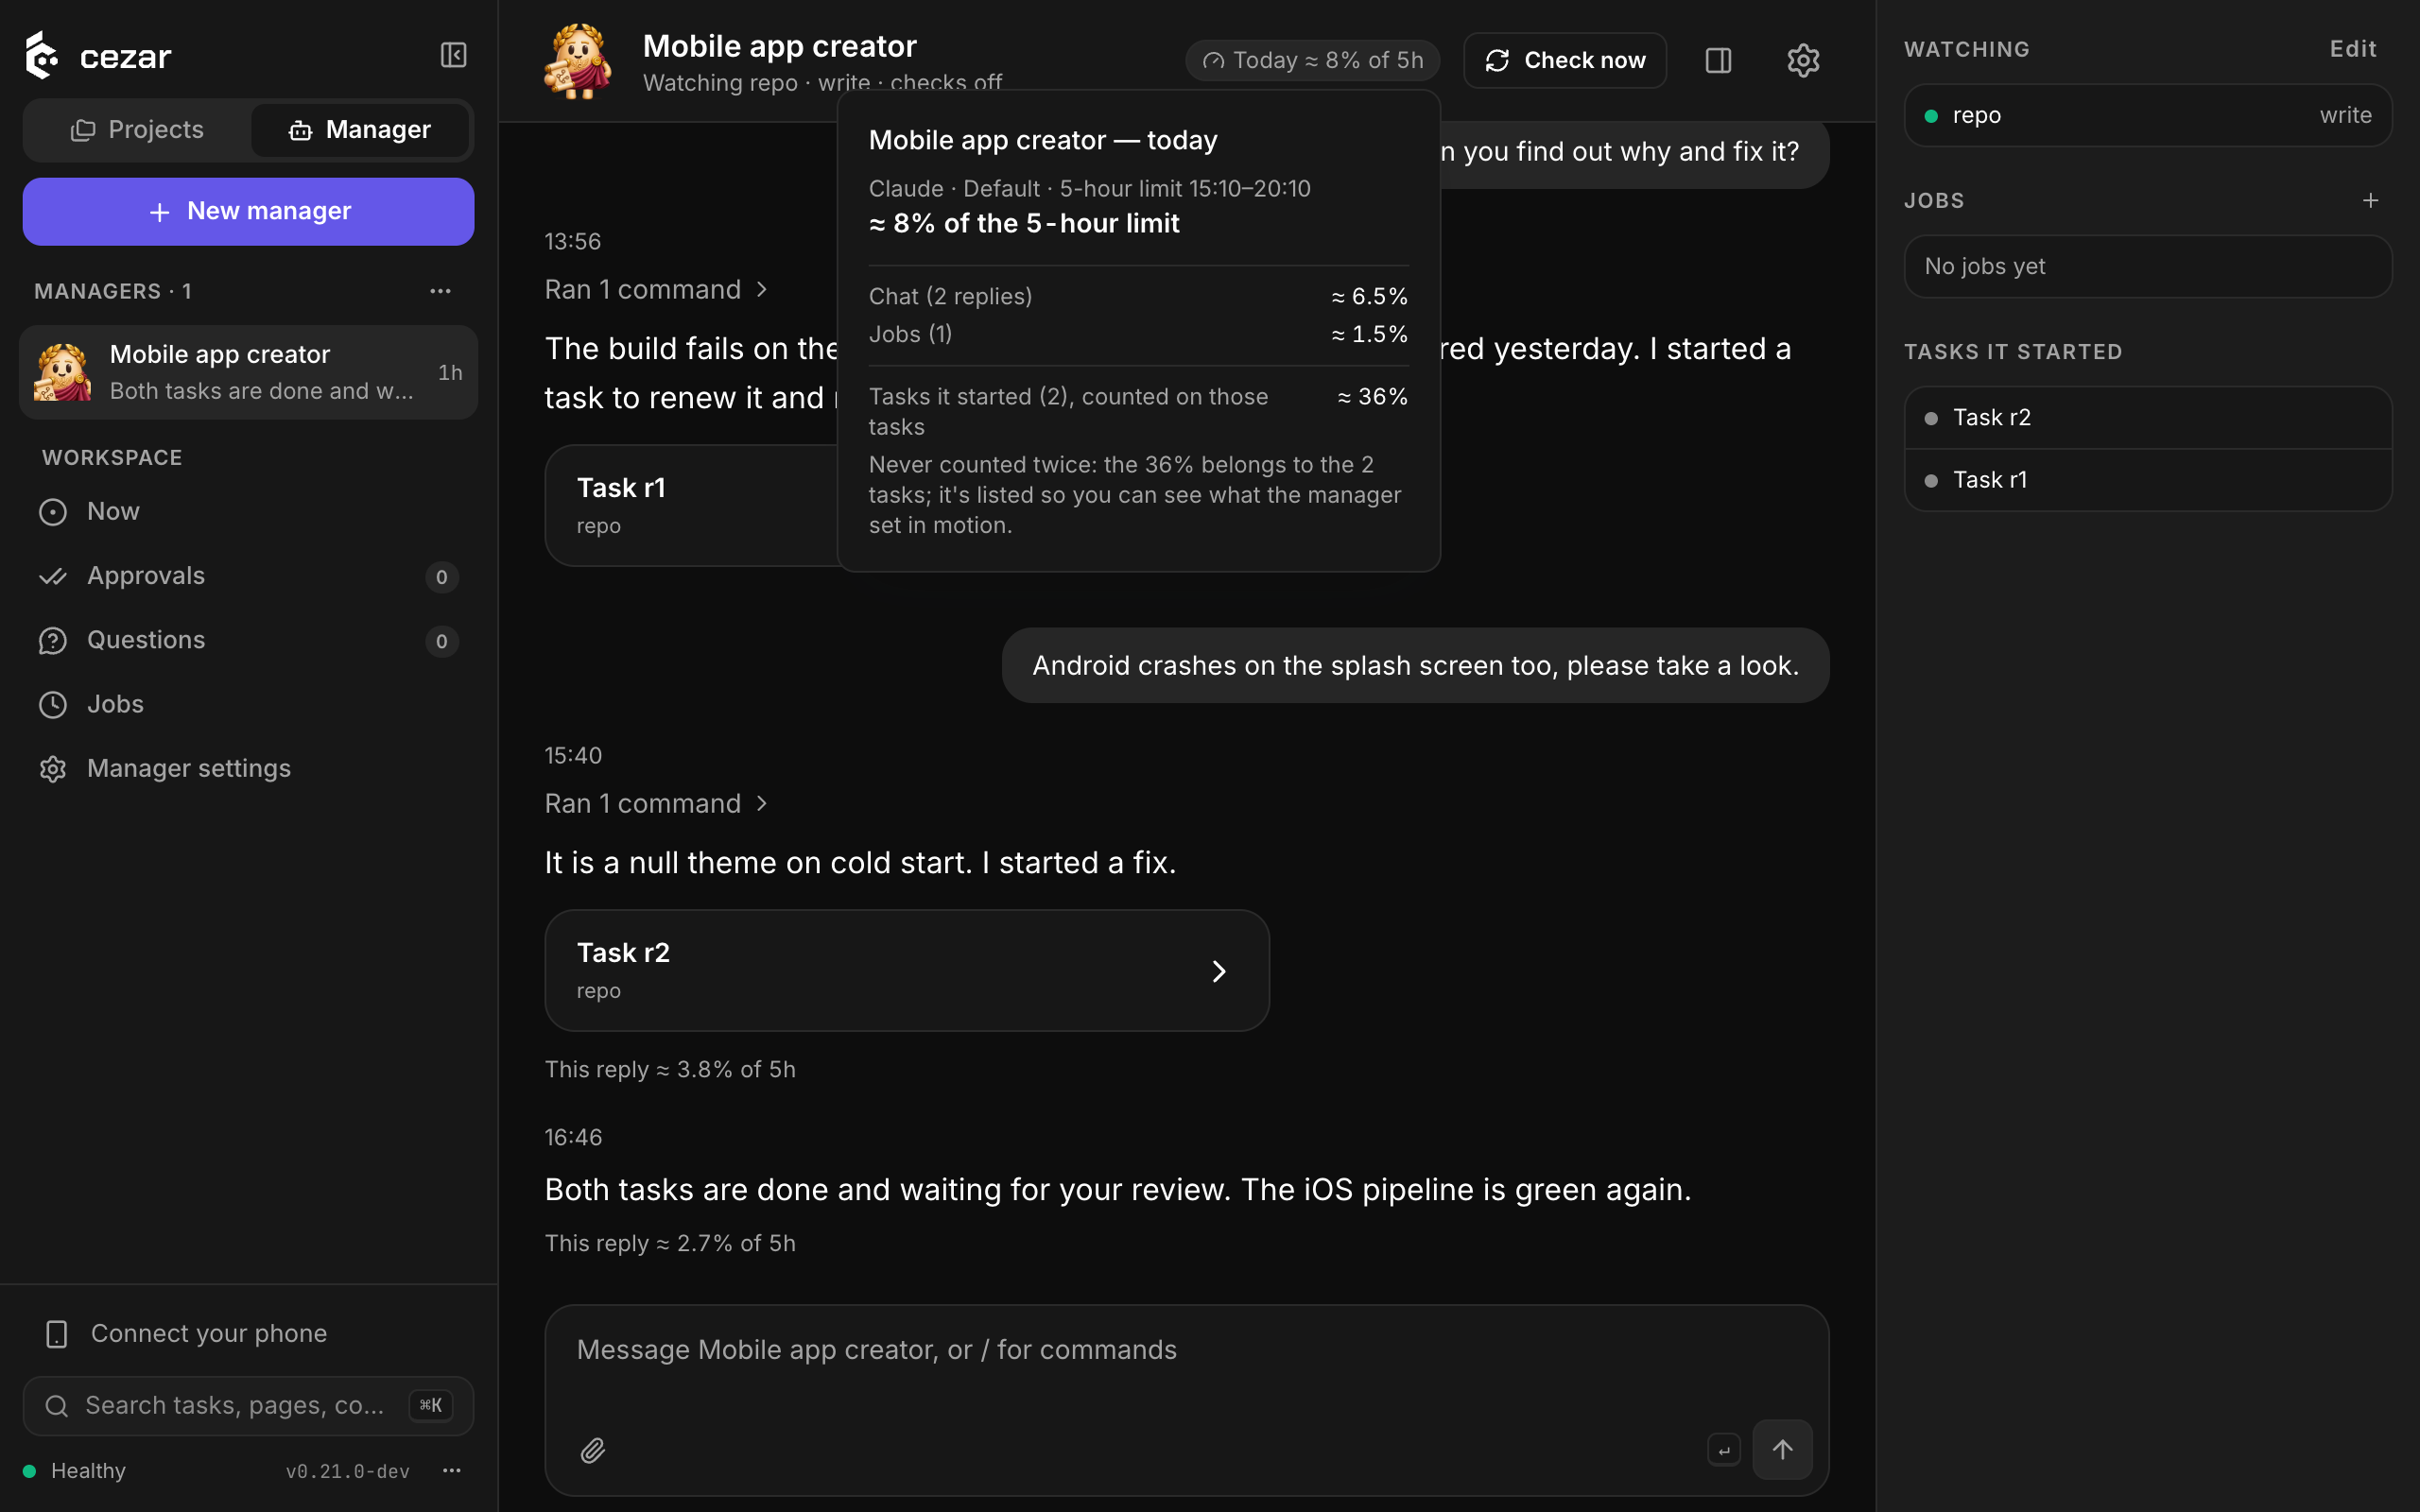 cezar
Projects
Manager
New manager
MANAGERS · 1
Mobile app creator
Both tasks are done and w...
1h
WORKSPACE
Now
Approvals
0
Questions
0
Jobs
Manager settings
Connect your phone
Search tasks, pages, co...
⌘K
Healthy
v0.21.0-dev
Mobile app creator
Watching repo · write · checks off
Today ≈ 8% of 5h
Check now
Mobile app creator — today
Claude · Default · 5-hour limit 15:10–20:10
≈ 8% of the 5-hour limit
Chat (2 replies) ≈ 6.5%
Jobs (1) ≈ 1.5%
Tasks it started (2), counted on those ≈ 36%
tasks
Never counted twice: the 36% belongs to the 2
tasks; it's listed so you can see what the manager
set in motion.
you find out why and fix it?
13:56
Ran 1 command
The build fails on the
yesterday. I started a
task to renew it and
Task r1
repo
Android crashes on the splash screen too, please take a look.
15:40
Ran 1 command
It is a null theme on cold start. I started a fix.
Task r2
repo
This reply ≈ 3.8% of 5h
16:46
Both tasks are done and waiting for your review. The iOS pipeline is green again.
This reply ≈ 2.7% of 5h
Message Mobile app creator, or / for commands
WATCHING
Edit
repo
write
JOBS
No jobs yet
TASKS IT STARTED
Task r2
Task r1